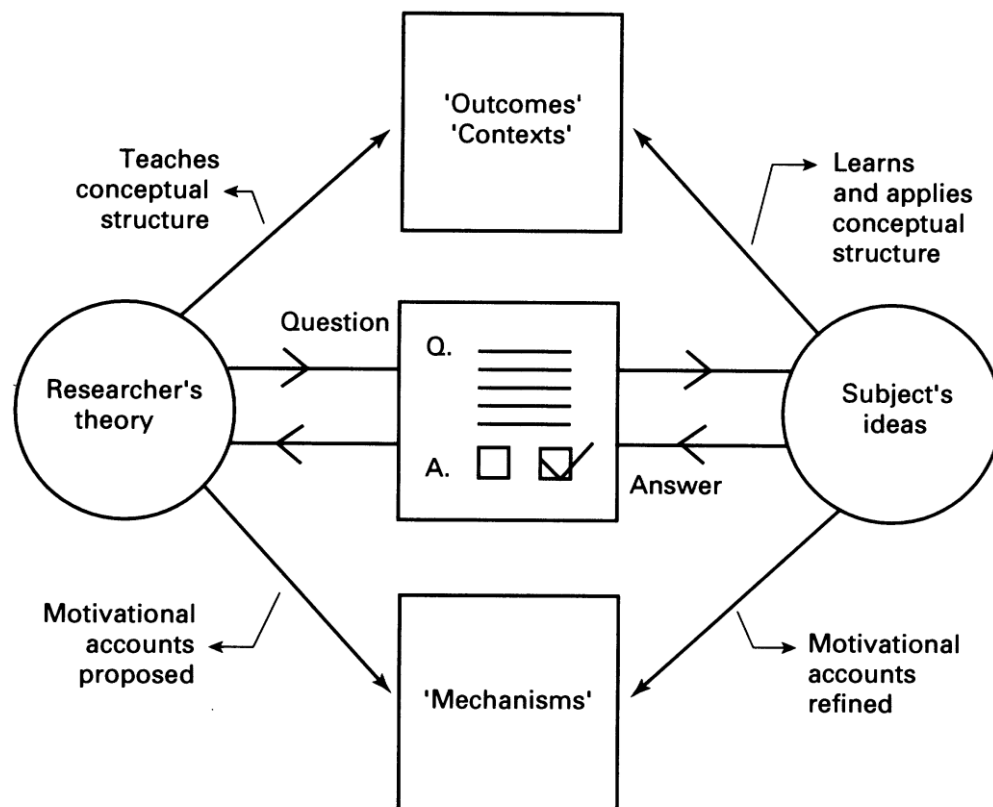 'Outcomes'
'Contexts'
Teaches
conceptual
structure
Learns
and applies
conceptual
structure
Question
Researcher's
theory
Q.
A.
Subject's
ideas
Answer
Motivational
accounts
proposed
'Mechanisms'
Motivational
accounts
refined